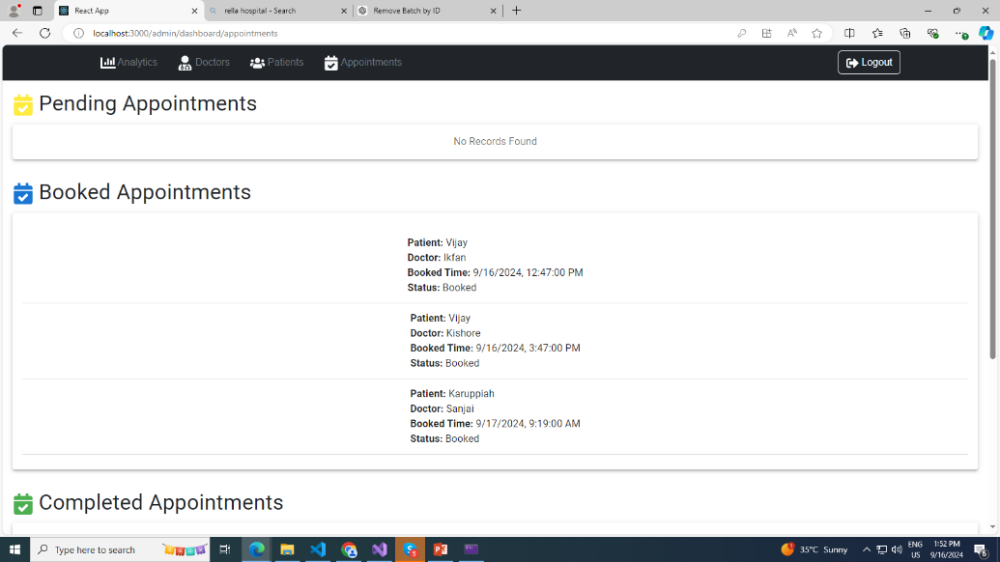 React App
rella hospital - Search
Remove Batch by ID
localhost:3000/admin/dashboard/appointments
Analytics
Doctors
Patients
Appointments
Logout
Pending Appointments
No Records Found
Booked Appointments
Patient: Vijay
Doctor: Ikfan
Booked Time: 9/16/2024, 12:47:00 PM
Status: Booked
Patient: Vijay
Doctor: Kishore
Booked Time: 9/16/2024, 3:47:00 PM
Status: Booked
Patient: Karuppiah
Doctor: Sanjai
Booked Time: 9/17/2024, 9:19:00 AM
Status: Booked
Completed Appointments
Type here to search
35°C Sunny
ENG
US
1:52 PM
9/16/2024
6